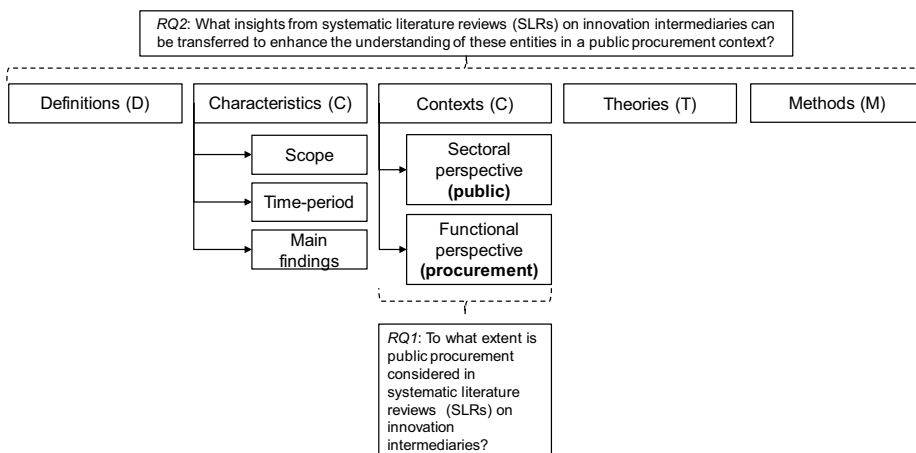 RQ2: What insights from systematic literature reviews (SLRs) on innovation intermediaries can
be transferred to enhance the understanding of these entities in a public procurement context?
Definitions (D)
Characteristics (C)
Contexts (C)
Theories (T)
Methods (M)
Scope
Time-period
Main
findings
Sectoral
perspective
(public)
Functional
perspective
(procurement)
RQ1: To what extent is
public procurement
considered in
systematic literature
reviews (SLRs) on
innovation
intermediaries?